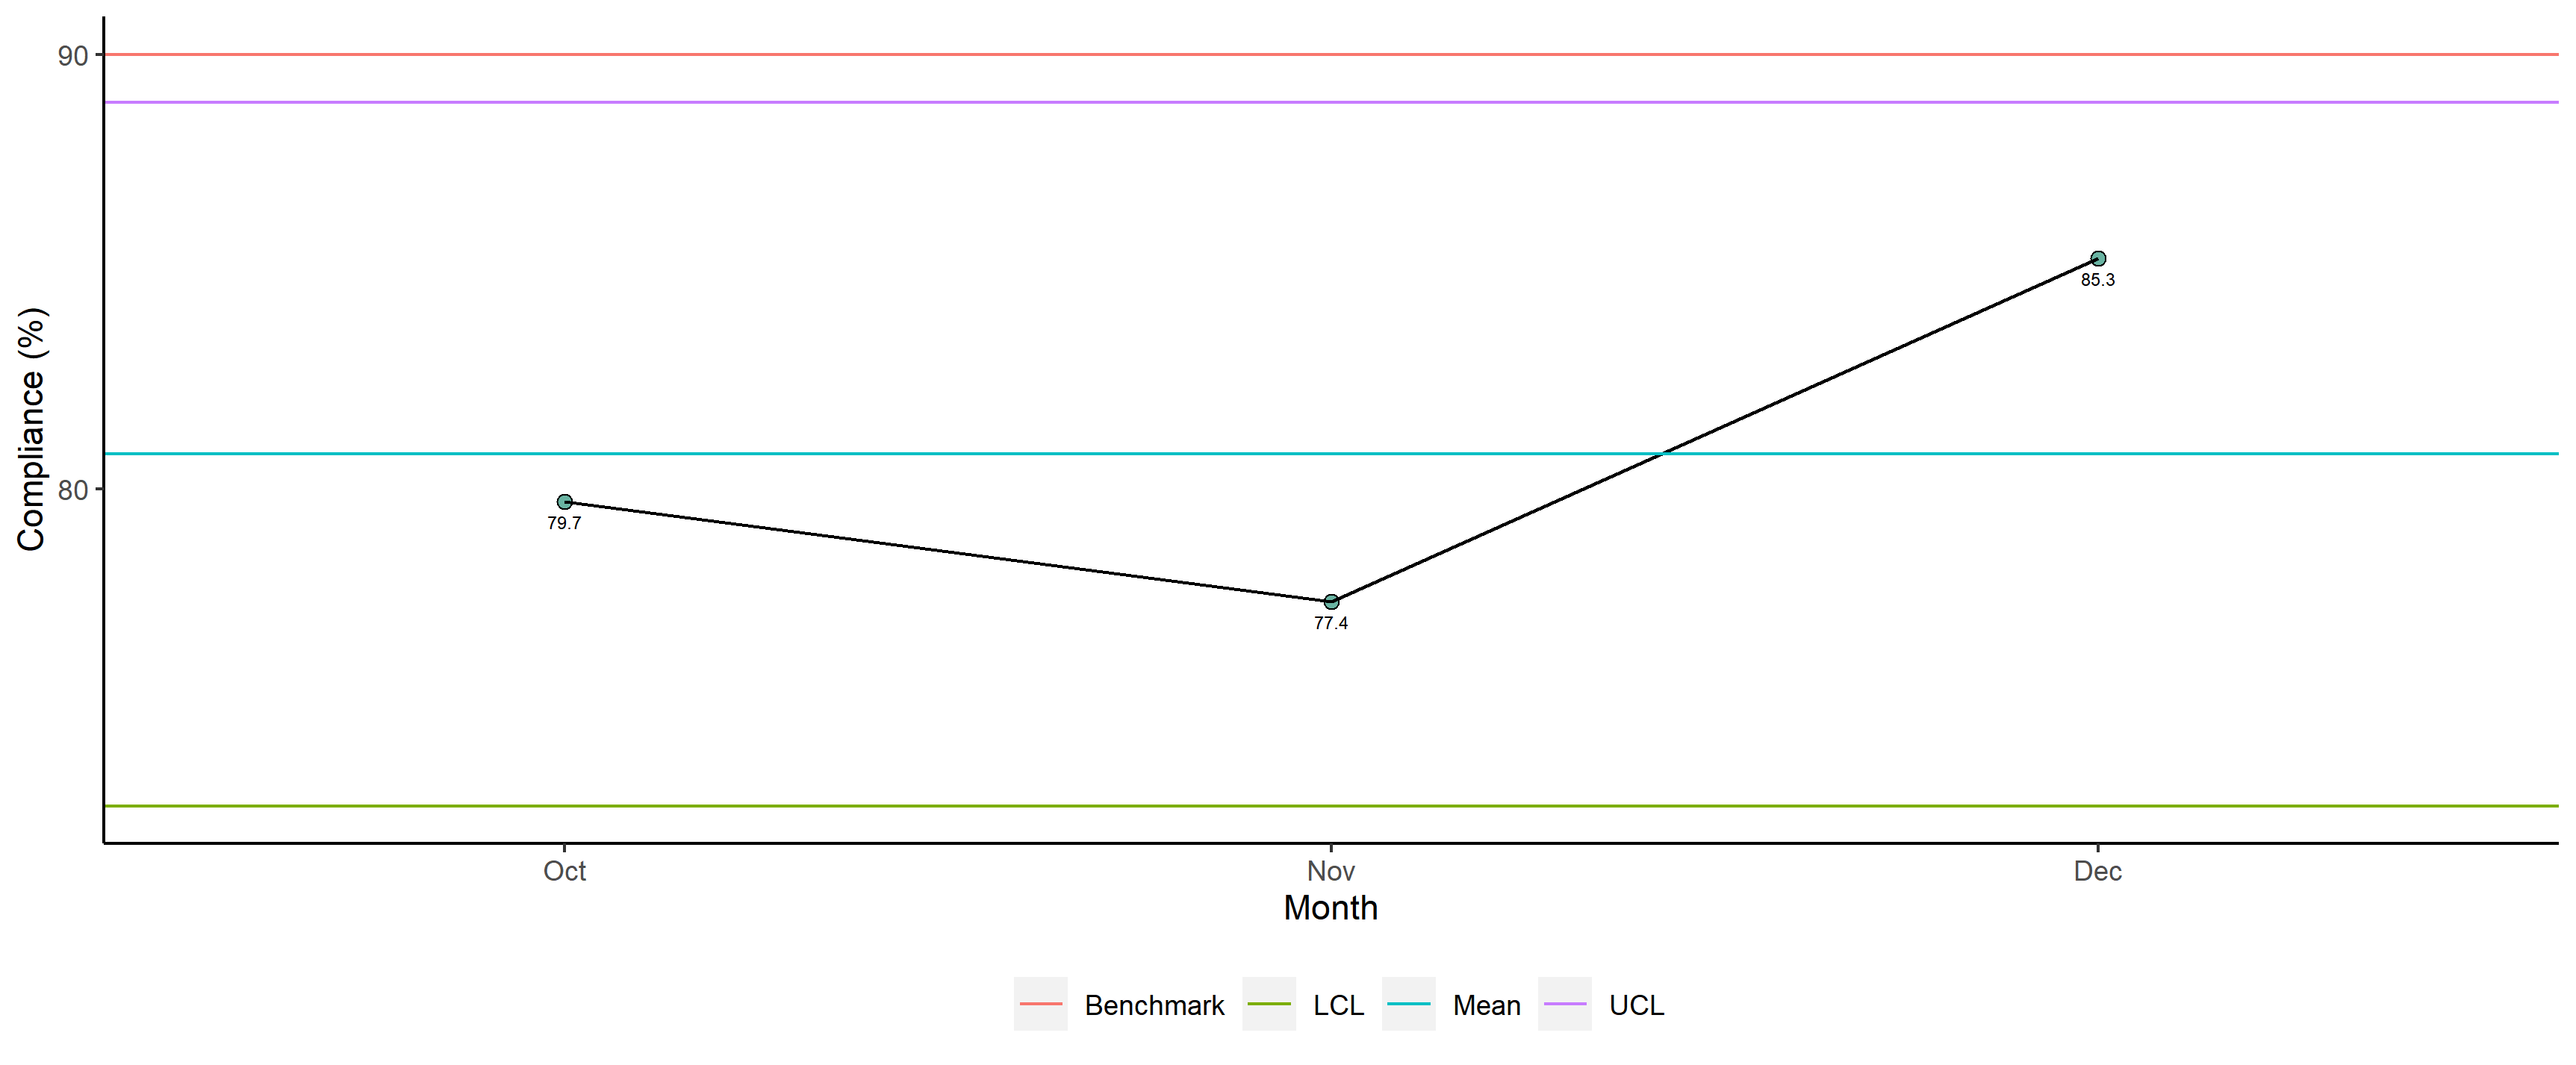 90
80
Compliance (%)
79.7
77.4
85.3
Oct Nov Dec
Month
Benchmark LCL Mean UCL